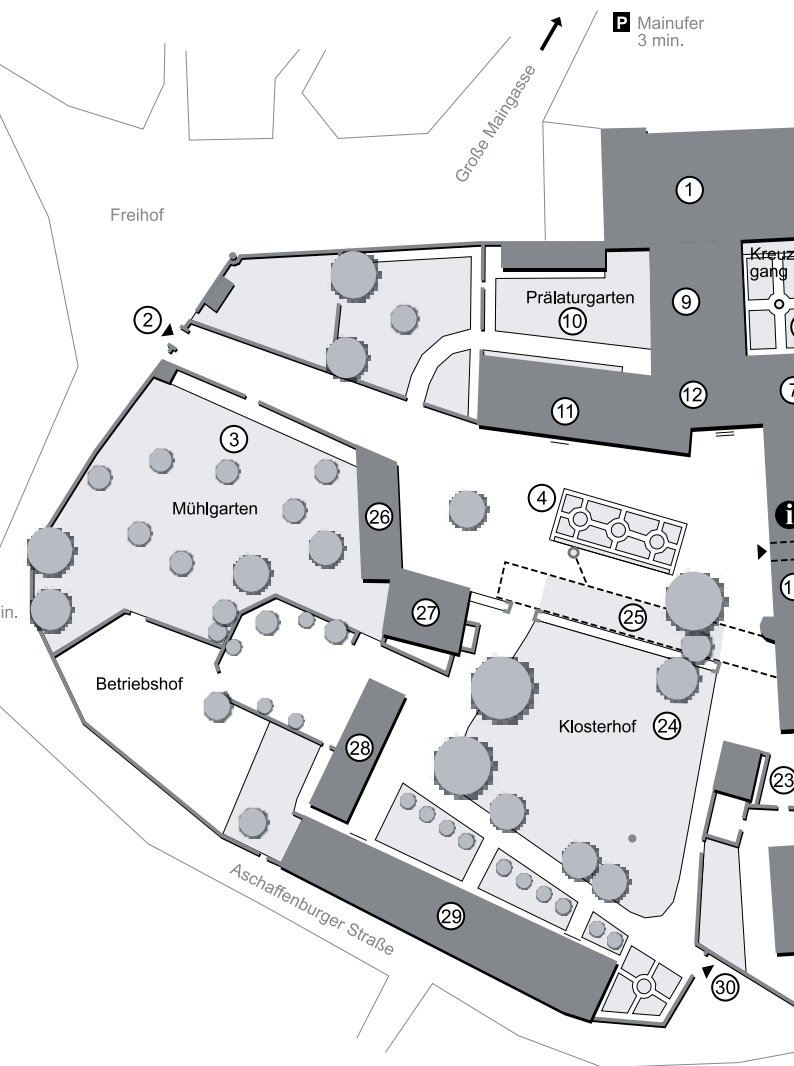 P Mainufer
3 min.
Große Maingasse
1
Freihof
Kreuz
gang
2
Prälaturgarten
10
9
11
12
7
3
Mühlgarten
4
26
i
27
25
1
in.
Betriebshof
Klosterhof
24
28
23
Aschaffenburger Straße
29
30